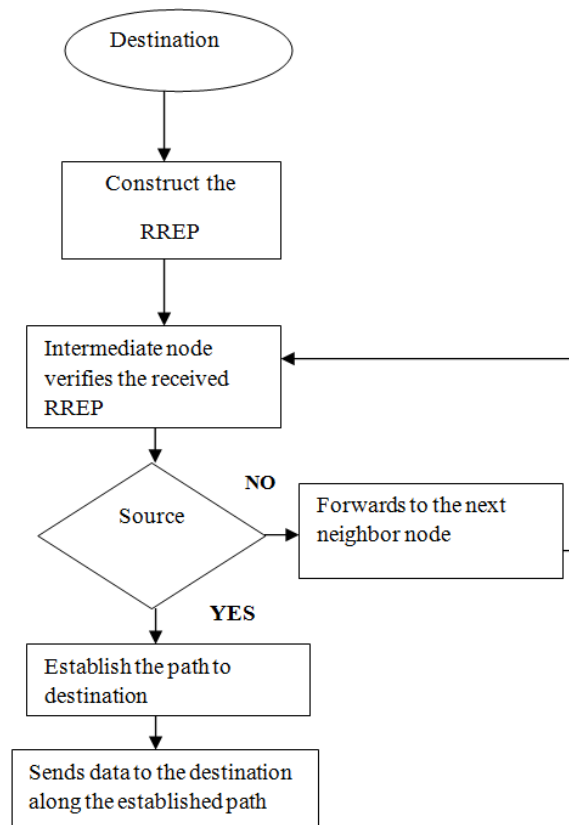 Destination
Construct the
RREP
Intermediate node
verifies the received
RREP
NO
Source
Forwards to the next
neighbor node
YES
Establish the path to
destination
Sends data to the destination
along the established path